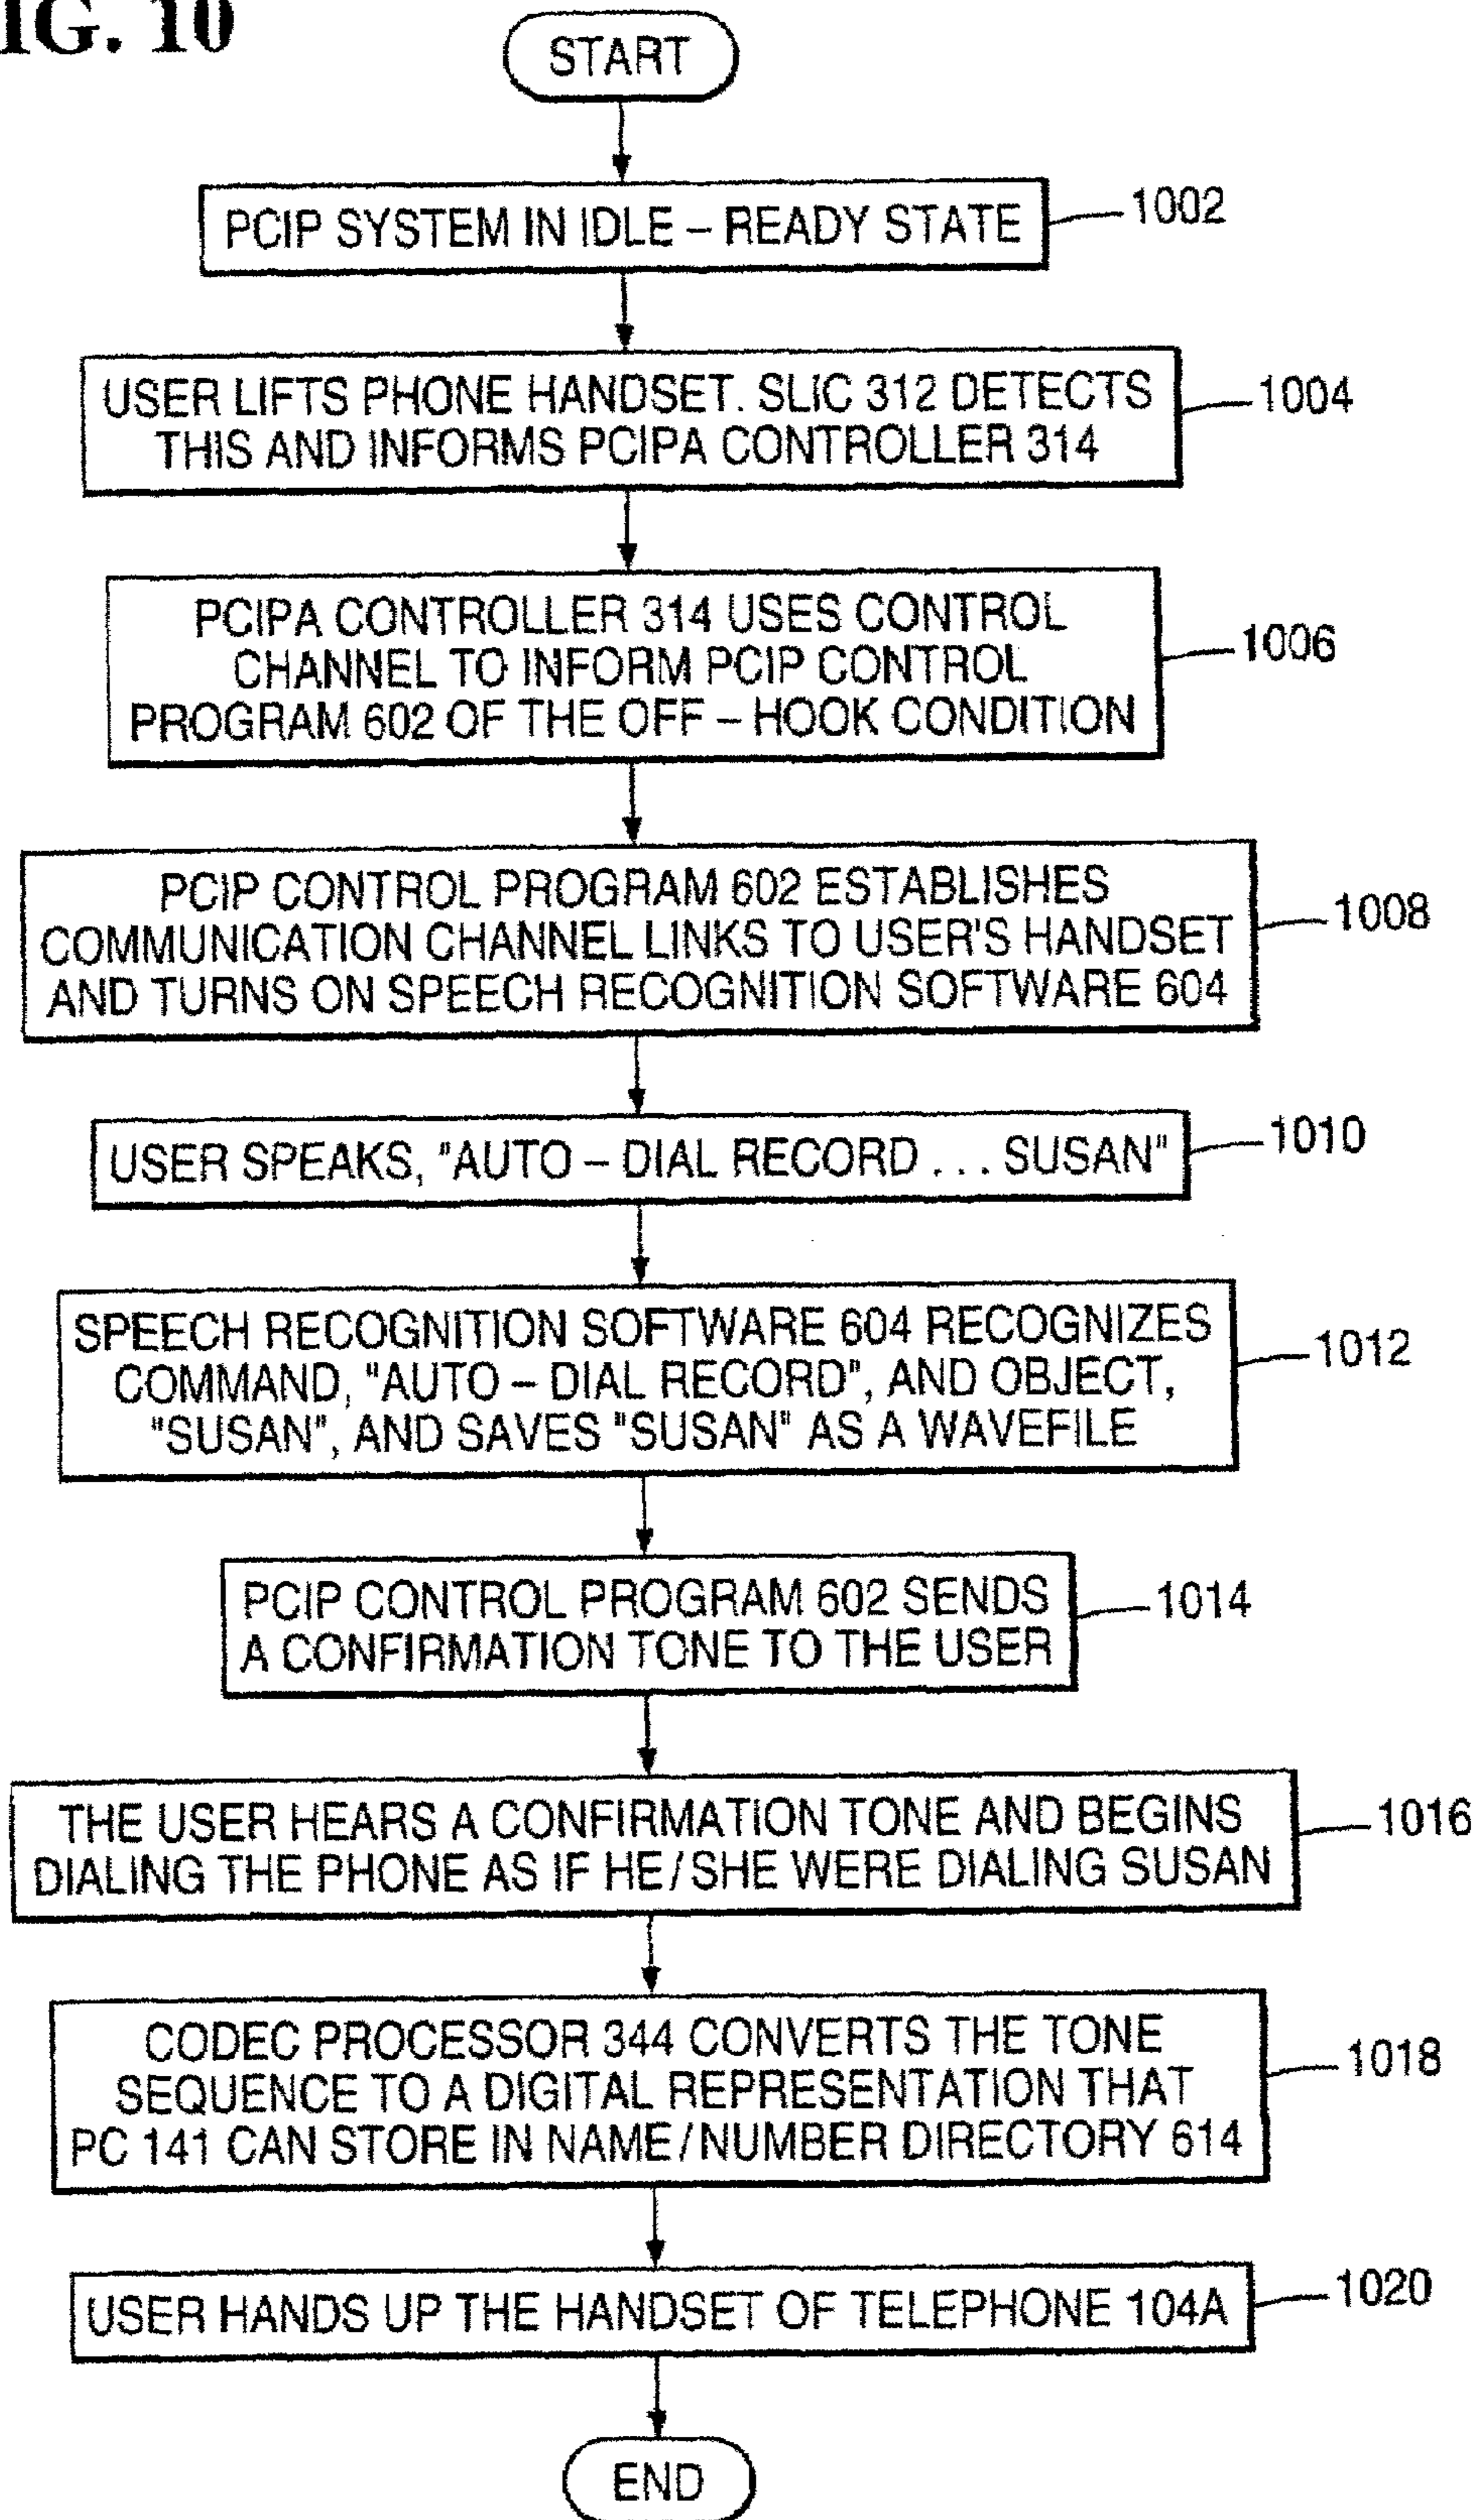 IG. 10
START
PCIP SYSTEM IN IDLE – READY STATE
1002
USER LIFTS PHONE HANDSET. SLIC 312 DETECTS
THIS AND INFORMS PCIPA CONTROLLER 314
1004
PCIPA CONTROLLER 314 USES CONTROL
CHANNEL TO INFORM PCIP CONTROL
PROGRAM 602 OF THE OFF – HOOK CONDITION
1006
PCIP CONTROL PROGRAM 602 ESTABLISHES
COMMUNICATION CHANNEL LINKS TO USER'S HANDSET
AND TURNS ON SPEECH RECOGNITION SOFTWARE 604
1008
USER SPEAKS, "AUTO – DIAL RECORD . . . SUSAN"
1010
SPEECH RECOGNITION SOFTWARE 604 RECOGNIZES
COMMAND, "AUTO – DIAL RECORD", AND OBJECT,
"SUSAN", AND SAVES "SUSAN" AS A WAVEFILE
1012
PCIP CONTROL PROGRAM 602 SENDS
A CONFIRMATION TONE TO THE USER
1014
THE USER HEARS A CONFIRMATION TONE AND BEGINS
DIALING THE PHONE AS IF HE/SHE WERE DIALING SUSAN
1016
CODEC PROCESSOR 344 CONVERTS THE TONE
SEQUENCE TO A DIGITAL REPRESENTATION THAT
PC 141 CAN STORE IN NAME/NUMBER DIRECTORY 614
1018
USER HANDS UP THE HANDSET OF TELEPHONE 104A
1020
END